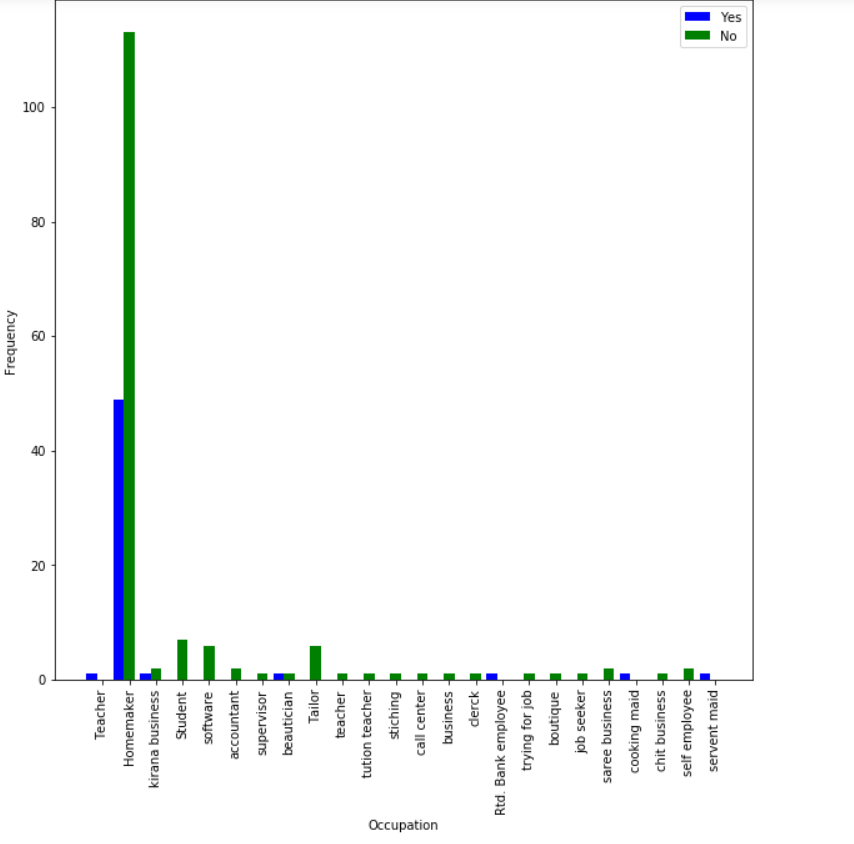 Yes
No
100
80
60
40
20
0
Frequency
Teacher
Homemaker
kirana business
Student
software
accountant
supervisor
beautician
Tailor
teacher
tution teacher
stiching
call center
business
clerck
Rtd. Bank employee
trying for job
boutique
job seeker
saree business
cooking maid
chit business
self employee
servent maid
Occupation